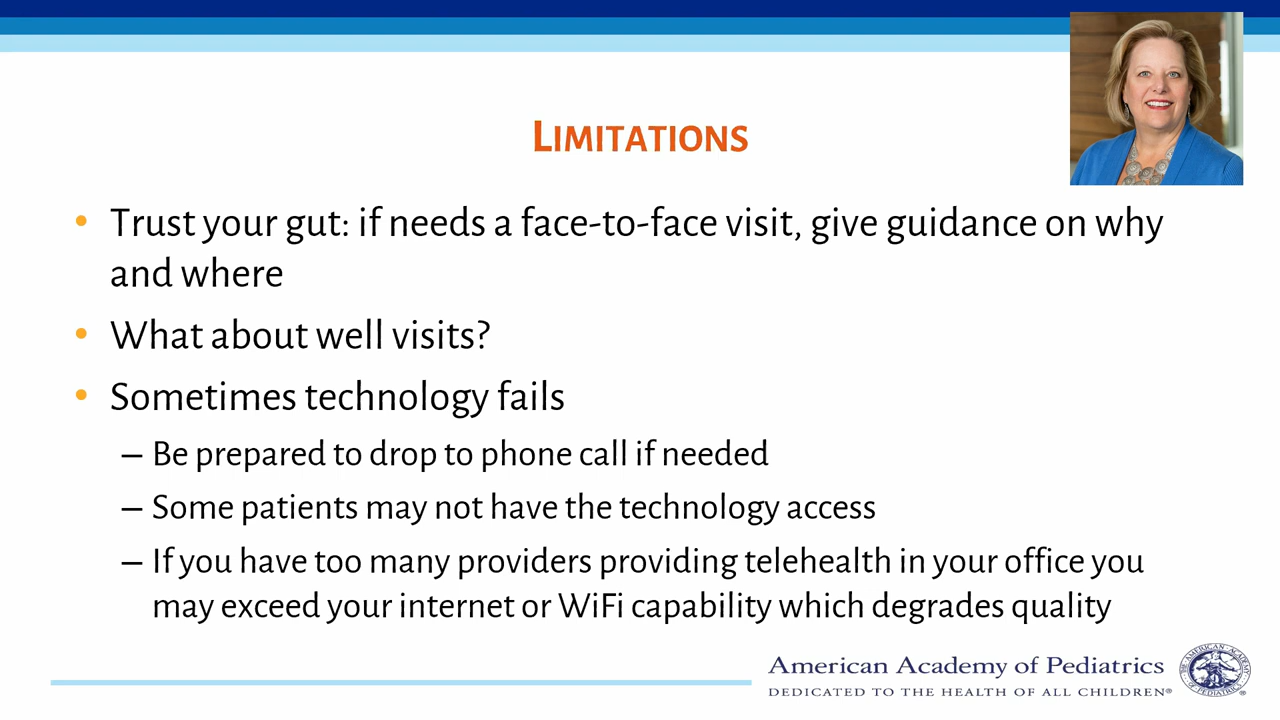 LIMITATIONS
• Trust your gut: if needs a face-to-face visit, give guidance on why
and where
• What about well visits?
• Sometimes technology fails
– Be prepared to drop to phone call if needed
– Some patients may not have the technology access
– If you have too many providers providing telehealth in your office you
may exceed your internet or WiFi capability which degrades quality
American Academy of Pediatrics
DEDICATED TO THE HEALTH OF ALL CHILDREN®